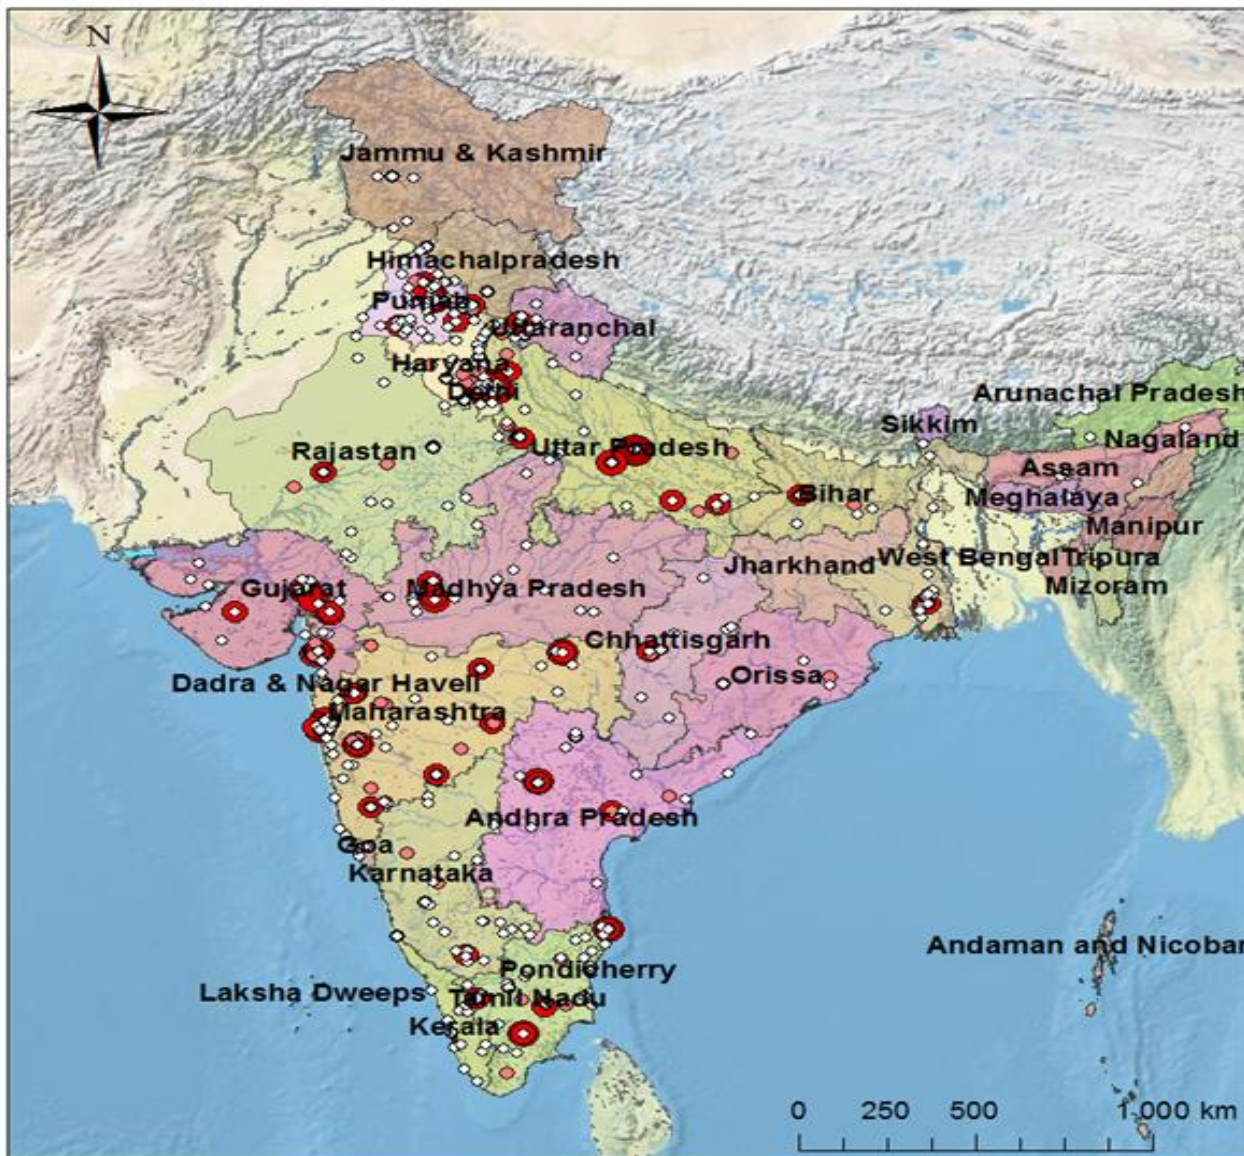 N
Jammu & Kashmir
Himachalpradesh
Punjab
Uttaranchal
Haryana
Delhi
Arunachal Pradesh
Sikkim
Nagaland
Rajastan
Uttar Pradesh
Assam
Bihar
Meghalaya
Manipur
Jharkhand
West Bengal
Tripura
Mizoram
Gujarat
Madhya Pradesh
Chhattisgarh
Orissa
Dadra & Nagar Haveli
Maharashtra
Andhra Pradesh
Goa
Karnataka
Andaman and Nicobar
Pondicherry
Laksha Dweeps
Tamil Nadu
Kerala
0 250 500 1,000 km